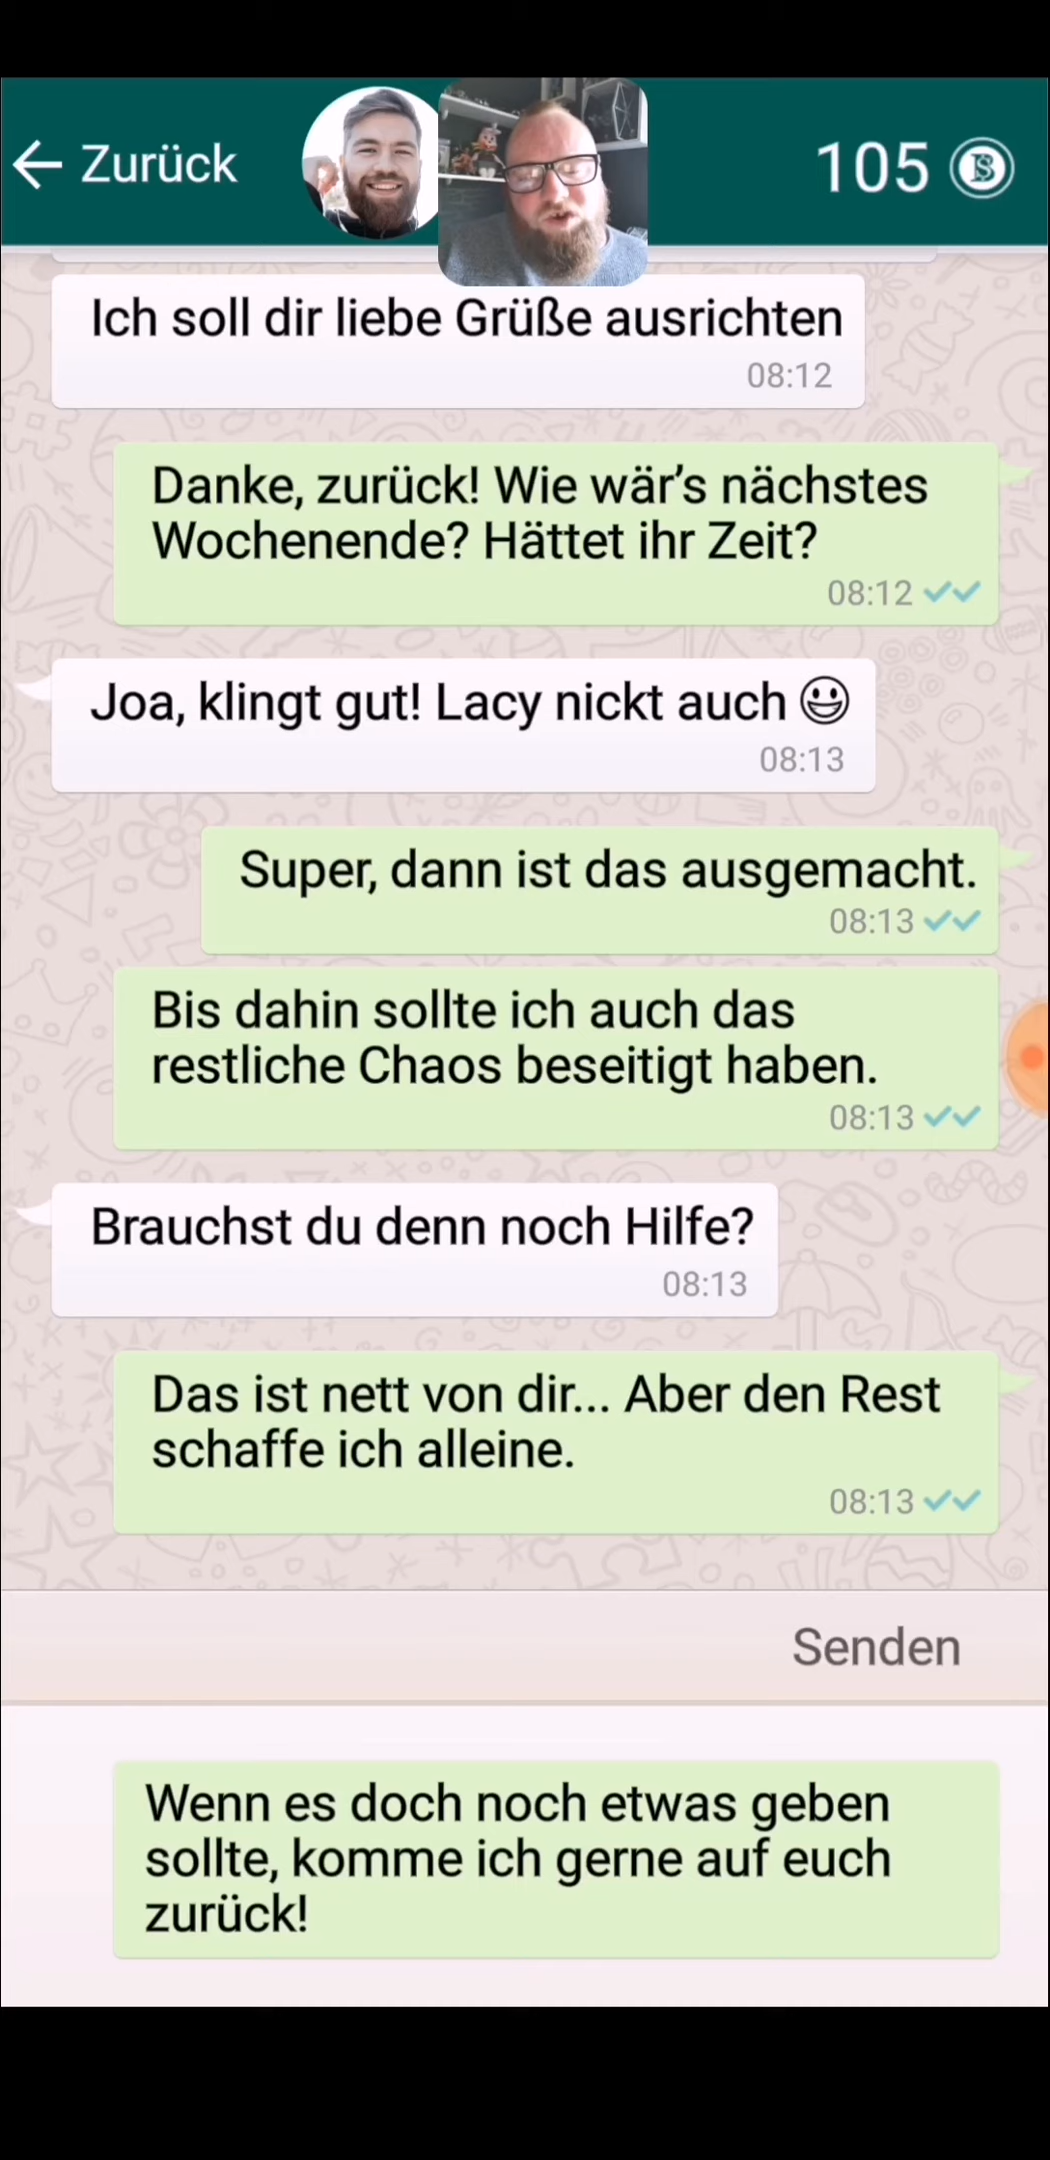 Zurück
105
Ich soll dir liebe Grüße ausrichten
08:12
Danke, zurück! Wie wär's nächstes
Wochenende? Hättet ihr Zeit?
08:12
Joa, klingt gut! Lacy nickt auch 😃
08:13
Super, dann ist das ausgemacht.
08:13
Bis dahin sollte ich auch das
restliche Chaos beseitigt haben.
08:13
Brauchst du denn noch Hilfe?
08:13
Das ist nett von dir... Aber den Rest
schaffe ich alleine.
08:13
Senden
Wenn es doch noch etwas geben
sollte, komme ich gerne auf euch
zurück!